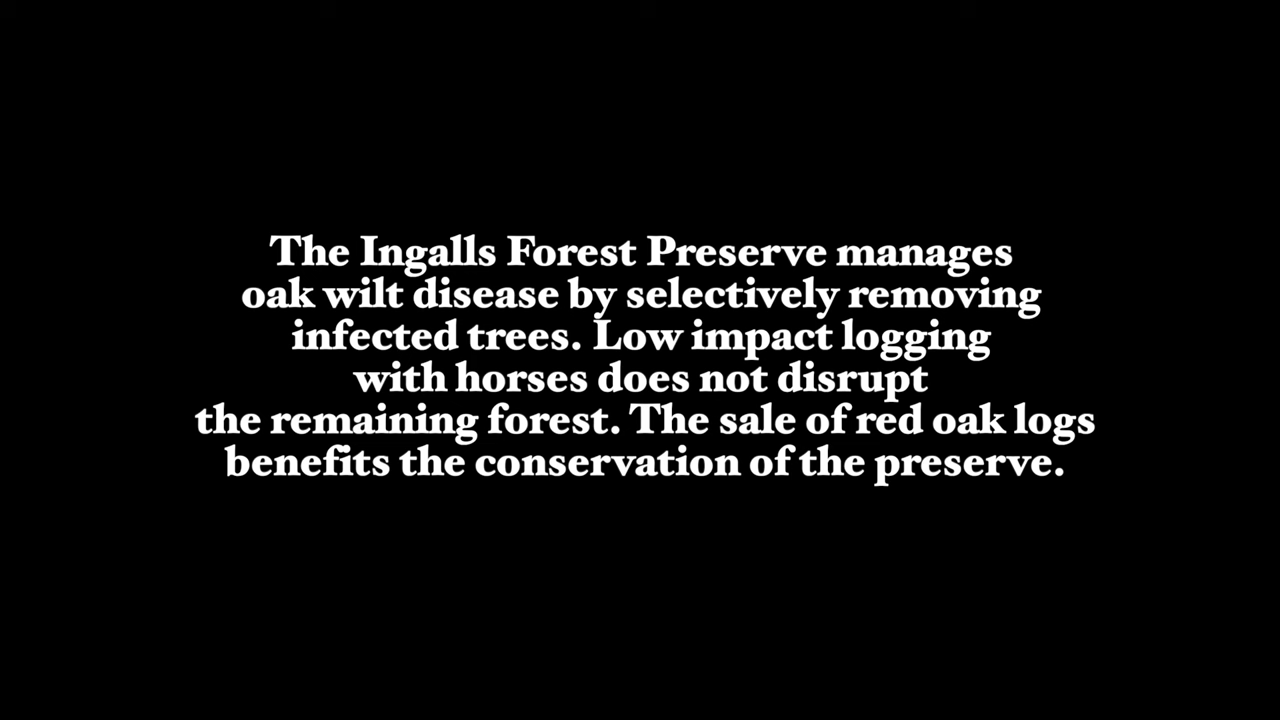 The Ingalls Forest Preserve manages
oak wilt disease by selectively removing
infected trees. Low impact logging
with horses does not disrupt
the remaining forest. The sale of red oak logs
benefits the conservation of the preserve.